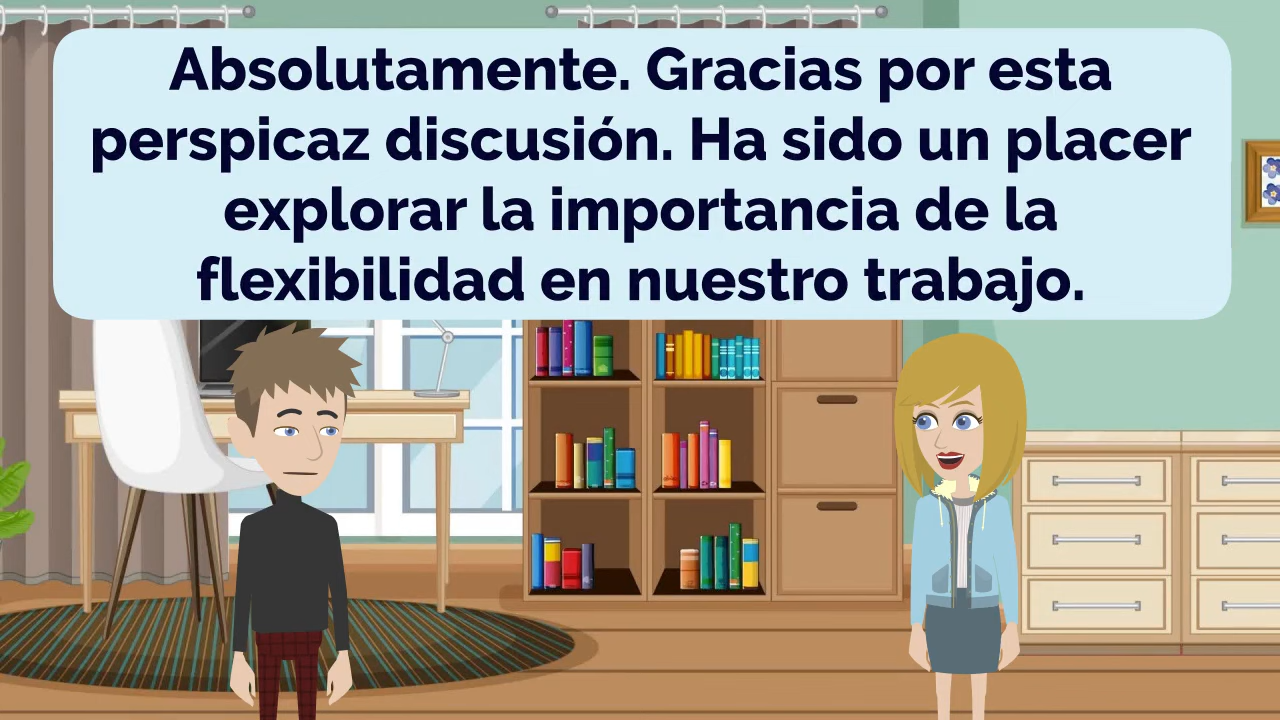 Absolutamente. Gracias por esta
perspicaz discusión. Ha sido un placer
explorar la importancia de la
flexibilidad en nuestro trabajo.